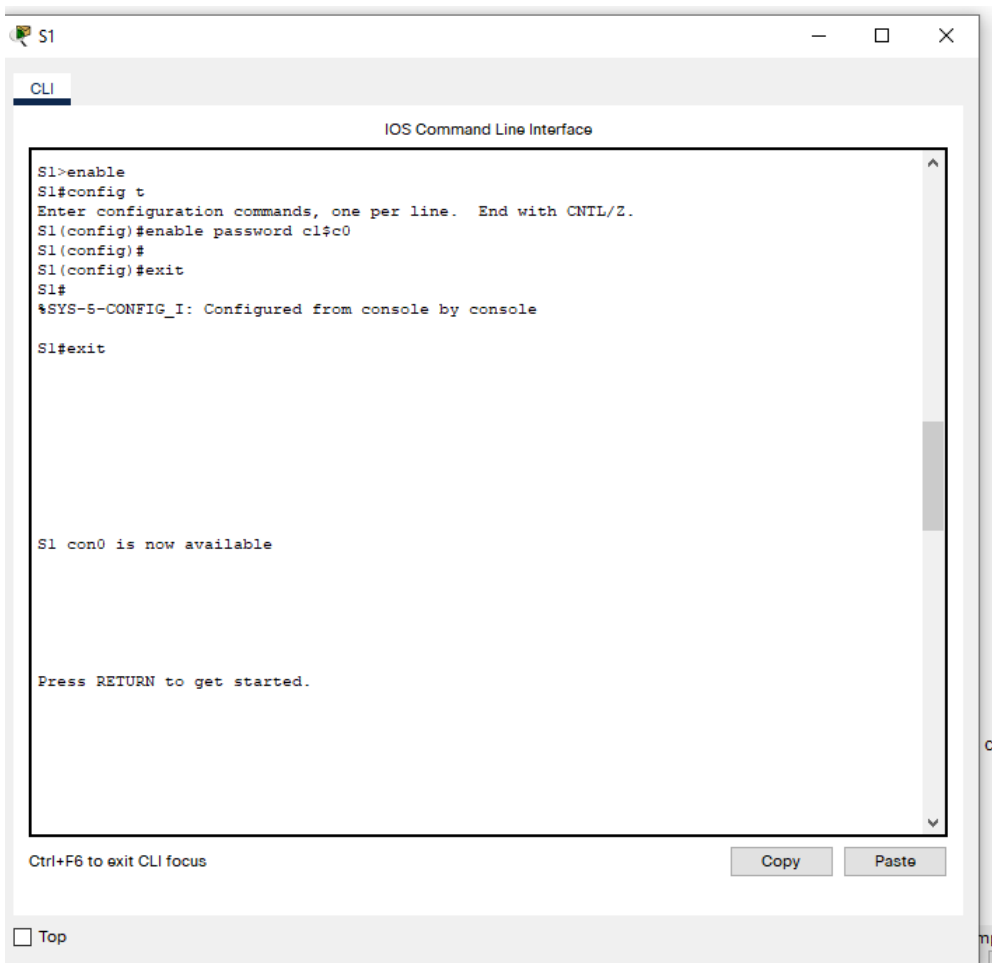 S1
CLI
IOS Command Line Interface
S1>enable
S1#config t
Enter configuration commands, one per line.  End with CNTL/Z.
S1(config)#enable password c1$c0
S1(config)#
S1(config)#exit
S1#
%SYS-5-CONFIG_I: Configured from console by console
S1#exit
S1 con0 is now available
Press RETURN to get started.
Ctrl+F6 to exit CLI focus
Copy
Paste
Top